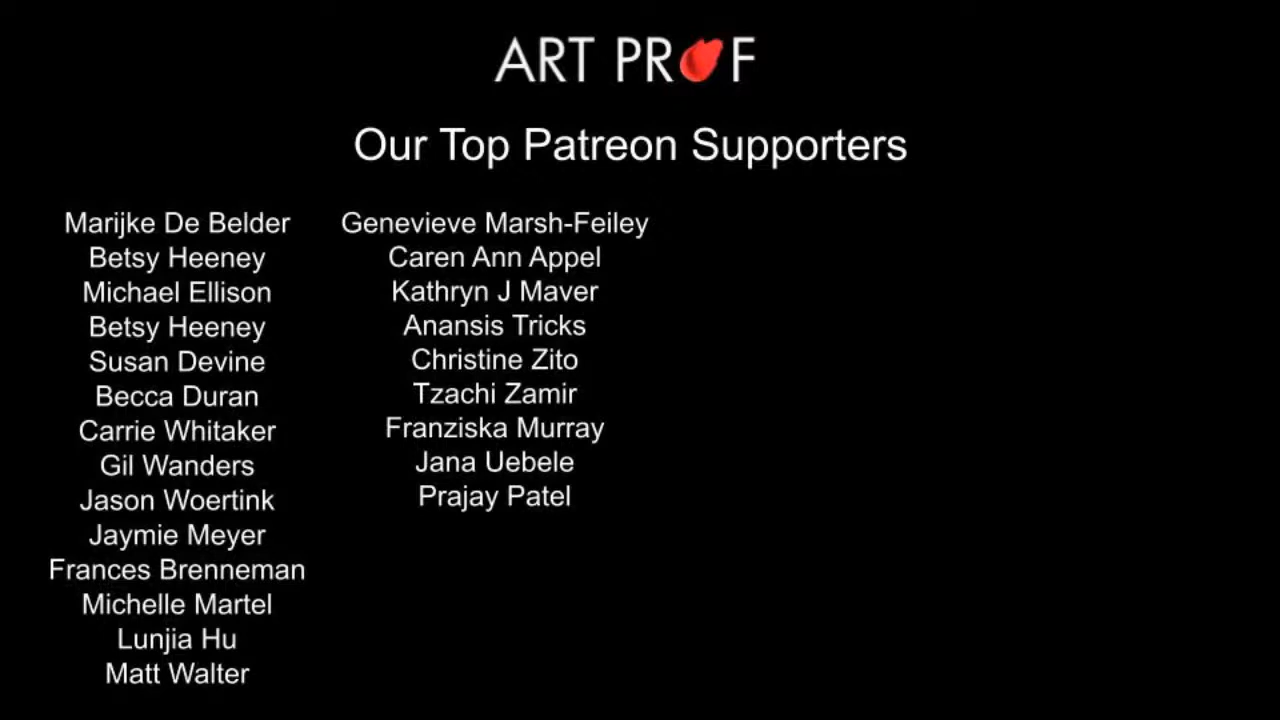 ART PROF
Our Top Patreon Supporters
Marijke De Belder
Betsy Heeney
Michael Ellison
Betsy Heeney
Susan Devine
Becca Duran
Carrie Whitaker
Gil Wanders
Jason Woertink
Jaymie Meyer
Frances Brenneman
Michelle Martel
Lunjia Hu
Matt Walter
Genevieve Marsh-Feiley
Caren Ann Appel
Kathryn J Maver
Anansis Tricks
Christine Zito
Tzachi Zamir
Franziska Murray
Jana Uebele
Prajay Patel